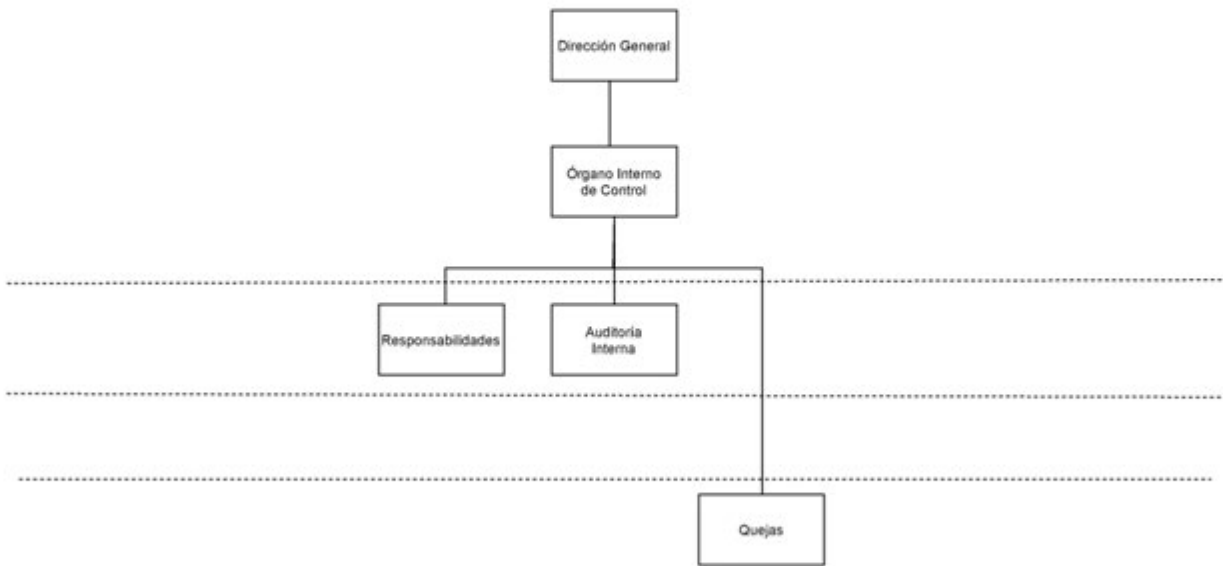 Dirección General
Órgano Interno
de Control
Responsabilidades
Auditoría
Interna
Quejas